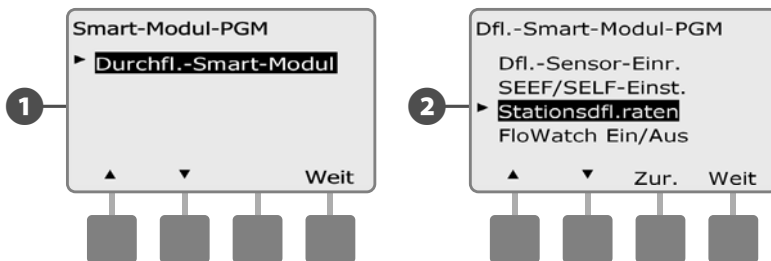 1
Smart-Modul-PGM
► Durchfl.-Smart-Modul
▲ ▼ Weit
2
Dfl.-Smart-Modul-PGM
Dfl.-Sensor-Einr.
SEEF/SELF-Einst.
► Stationsdfl.raten
FloWatch Ein/Aus
▲ ▼ Zur. Weit